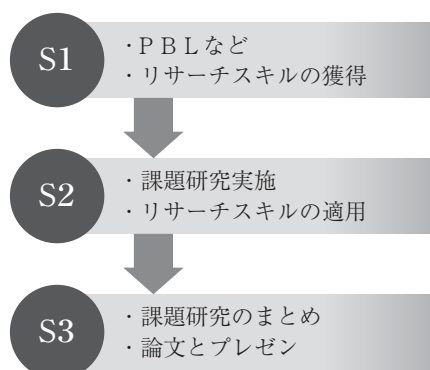 S1
・ＰＢＬなど
・リサーチスキルの獲得
S2
・課題研究実施
・リサーチスキルの適用
S3
・課題研究のまとめ
・論文とプレゼン